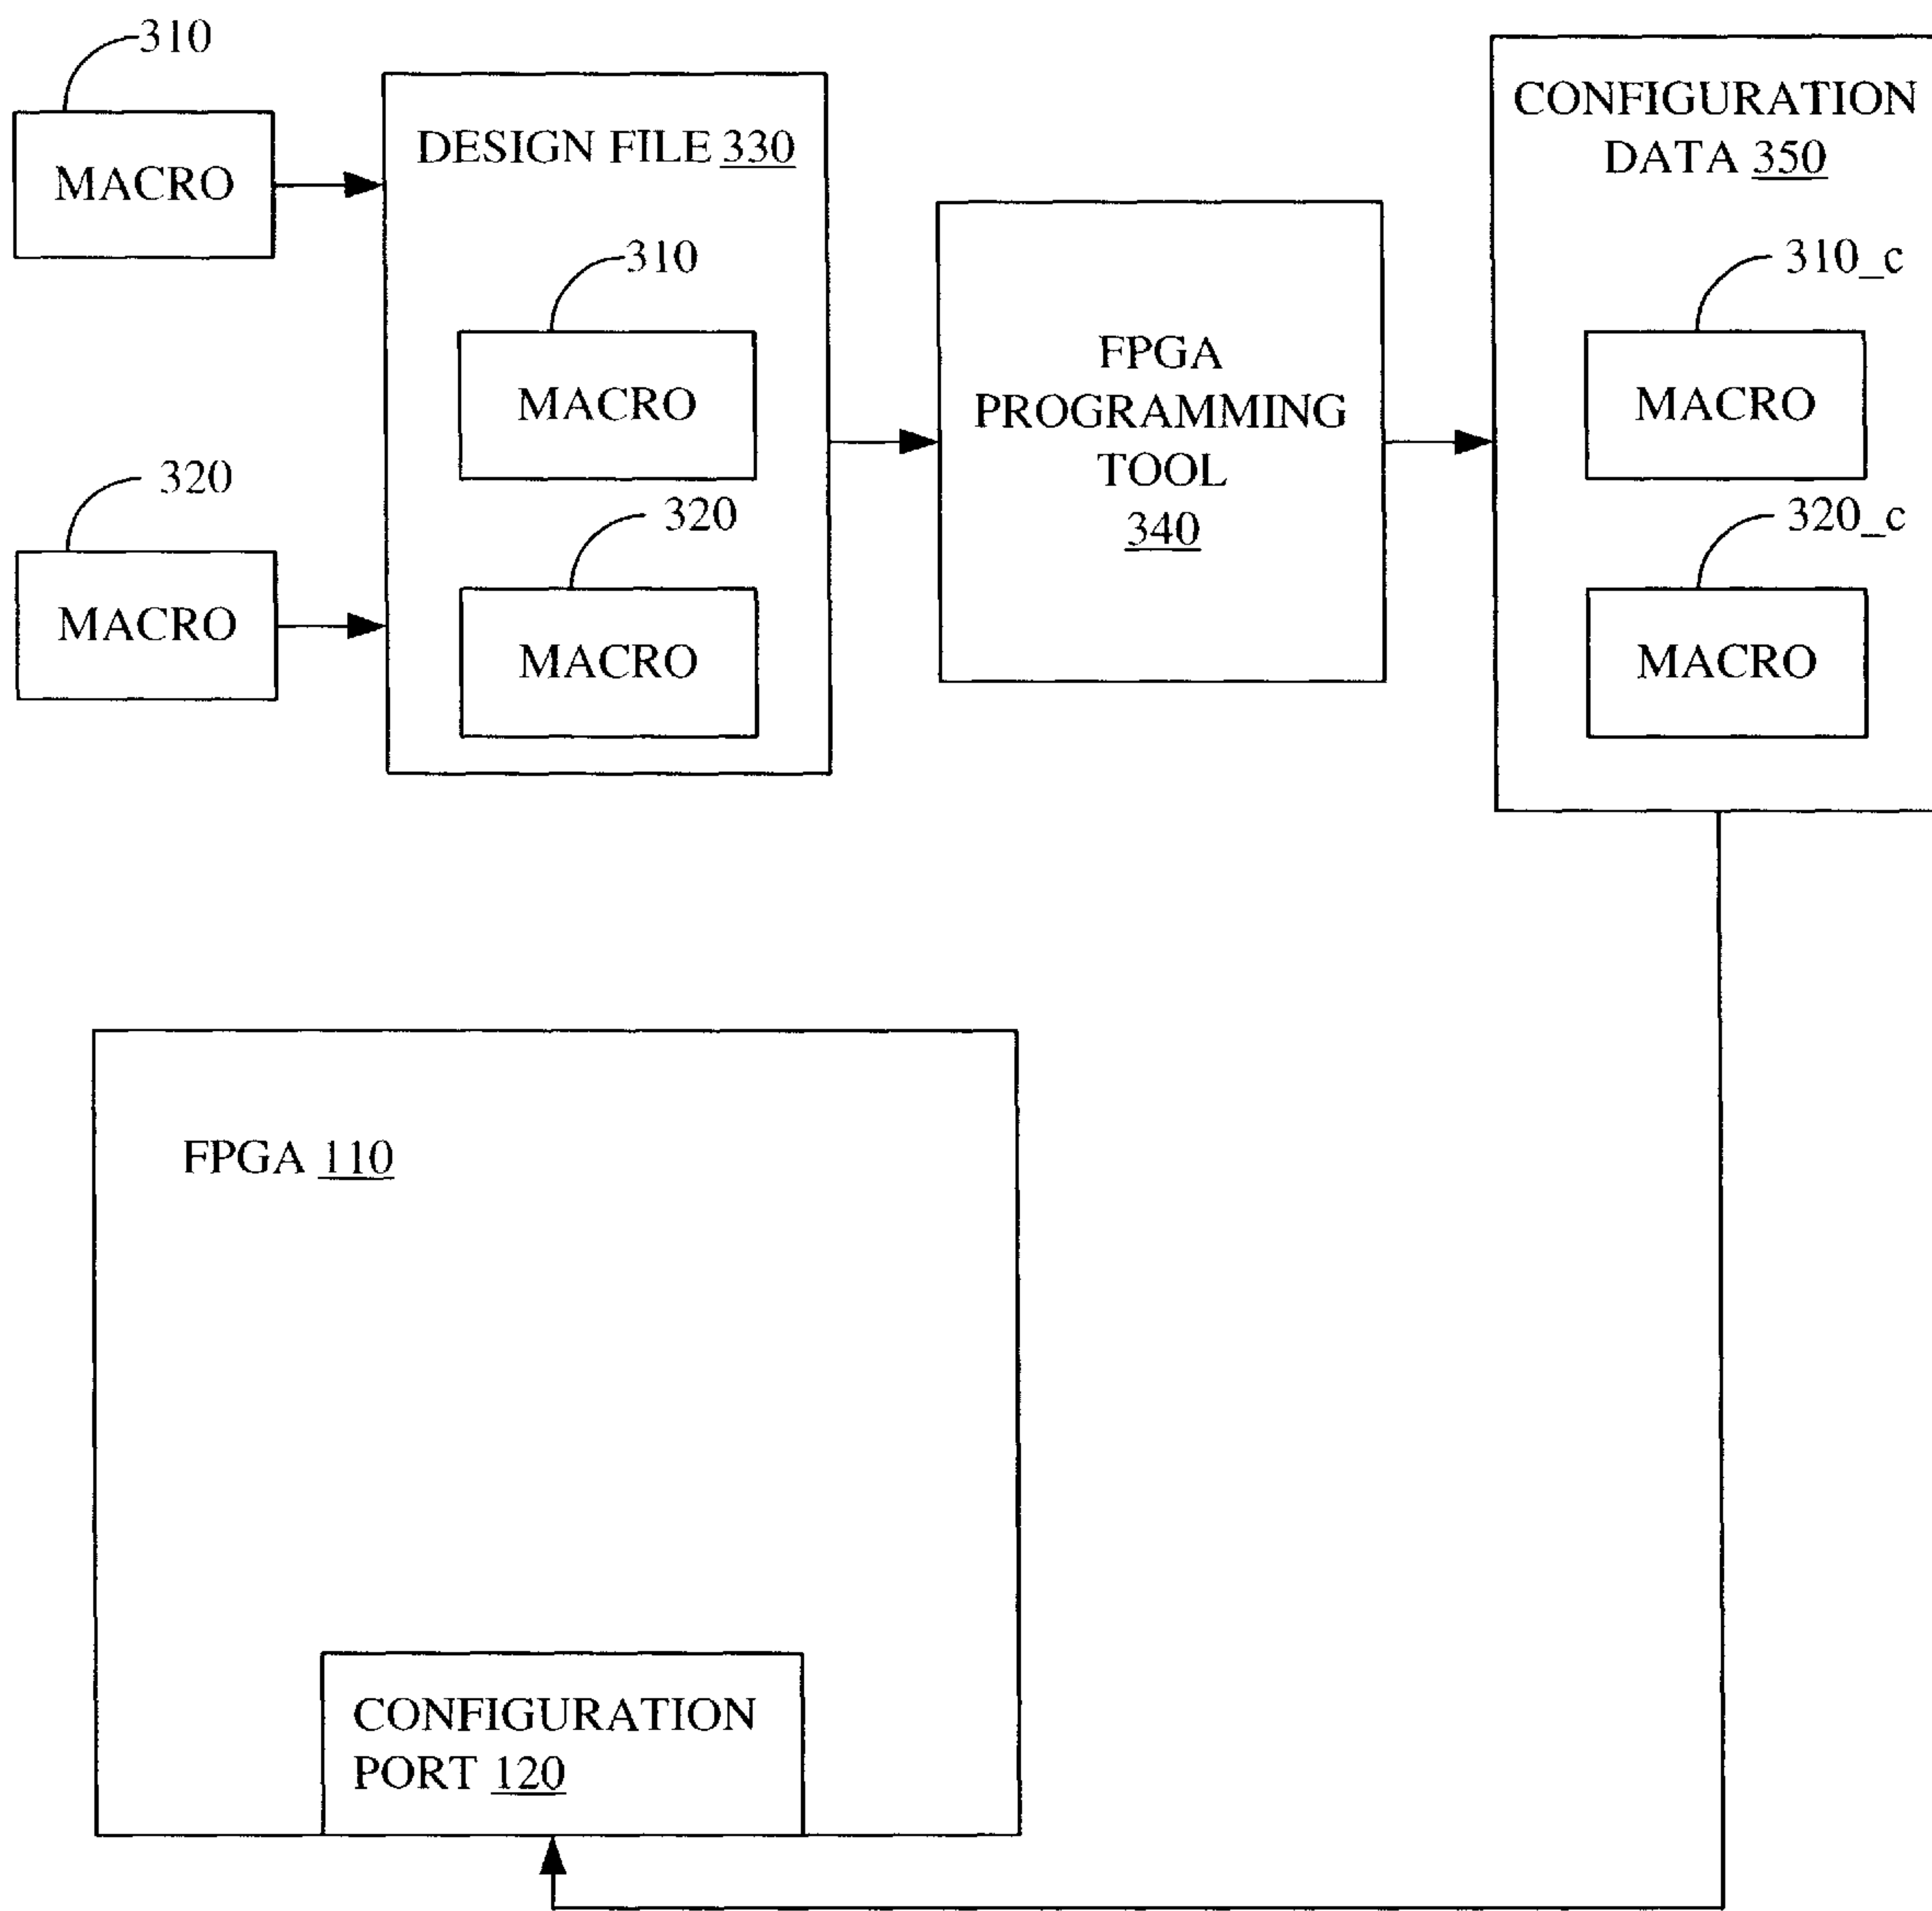 310
MACRO
320
MACRO
DESIGN FILE 330
310
MACRO
320
MACRO
FPGA
PROGRAMMING
TOOL
340
CONFIGURATION
DATA 350
310_c
MACRO
320_c
MACRO
FPGA 110
CONFIGURATION
PORT 120